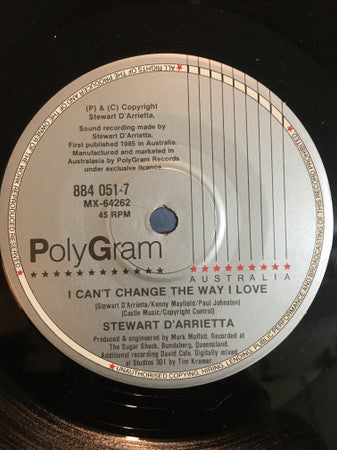 (P) & (C) Copyright
Stewart D'Arrietta.
Sound recording made by
Stewart D'Arrietta.
First published 1985 in Australia.
Manufactured and marketed in
Australasia by PolyGram Records
under exclusive licence.
884 051-7
MX-64262
45 RPM
PolyGram
AUSTRALIA
I CAN'T CHANGE THE WAY I LOVE
(Stewart D'Arrietta/Kenny Mayfield/Paul Johnston)
(Castle Music/Copyright Control)
STEWART D'ARRIETTA
Produced & engineered by Mark Moffatt. Recorded at
The Sugar Shack, Bundaberg, Queensland.
Additional recording David Cafe. Digitally mixed
at Studios 301 by Tim Kramer.
UNAUTHORISED COPYING, HIRING, LENDING, PUBLIC PERFORMANCE AND BROADCASTING OF THIS RECORD PROHIBITED
ALL RIGHTS OF THE PRODUCER AND OF THE OWNER OF THE RECORDED WORK RESERVED